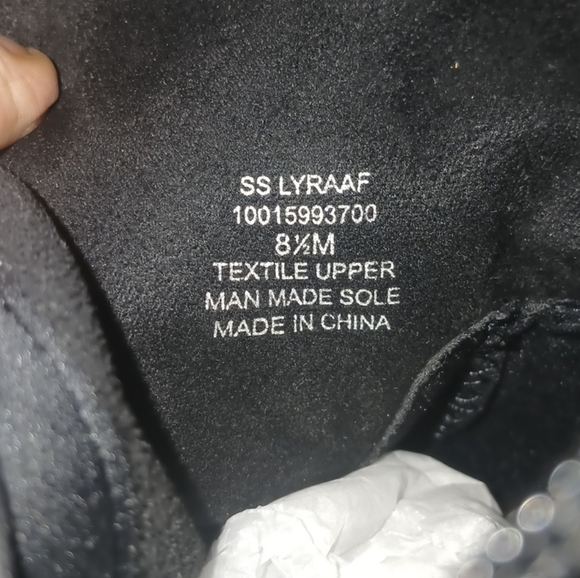 SS LYRAAF
10015993700
8½M
TEXTILE UPPER
MAN MADE SOLE
MADE IN CHINA